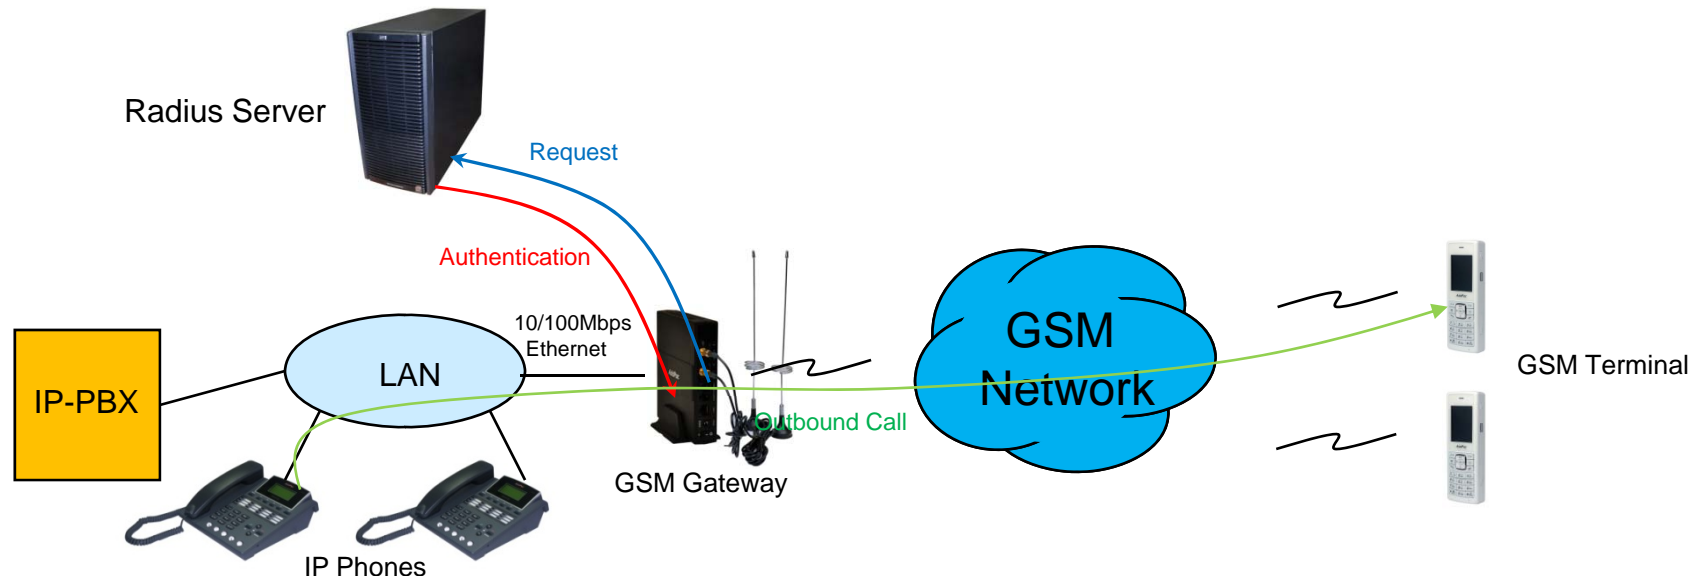 Radius Server
Request
Authentication
10/100Mbps
Ethernet
GSM
Network
LAN
IP-PBX
GSM Terminal
Outbound Call
GSM Gateway
IP Phones